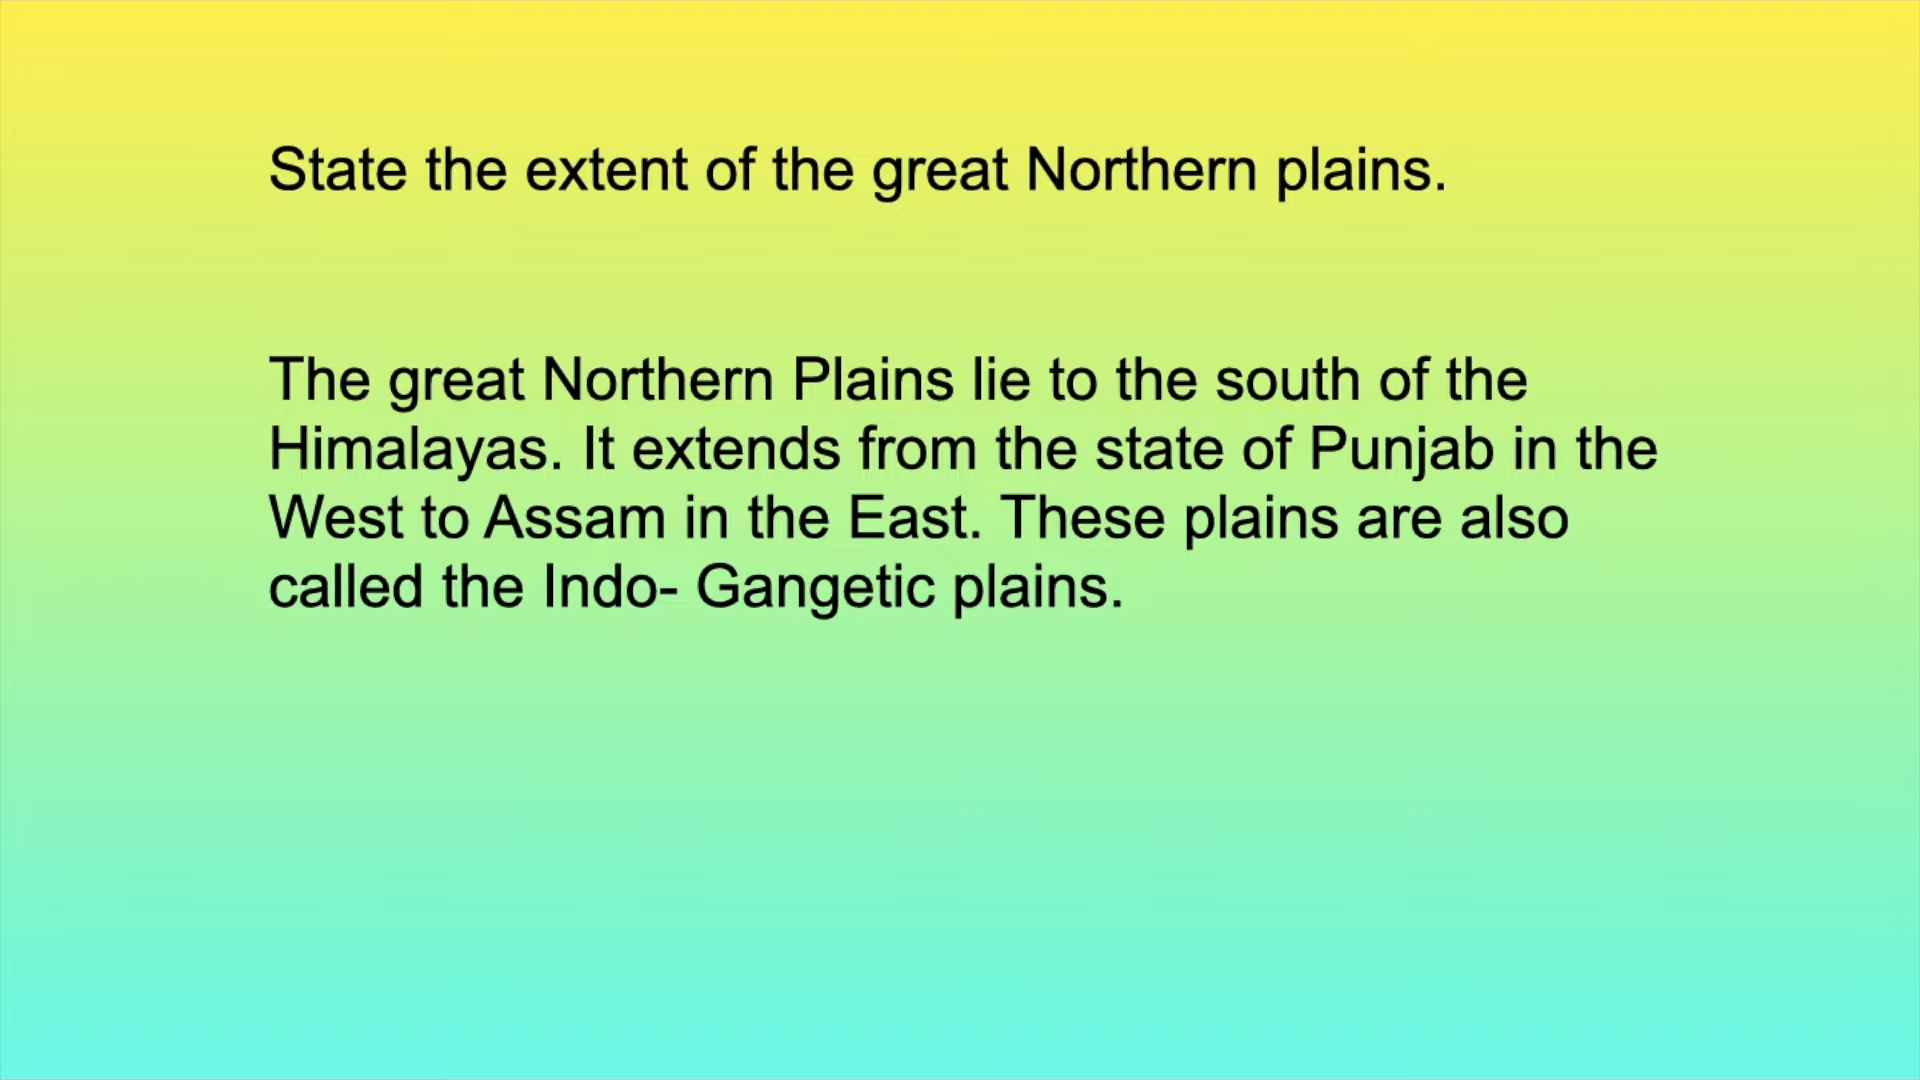 State the extent of the great Northern plains.
The great Northern Plains lie to the south of the
Himalayas. It extends from the state of Punjab in the
West to Assam in the East. These plains are also
called the Indo- Gangetic plains.